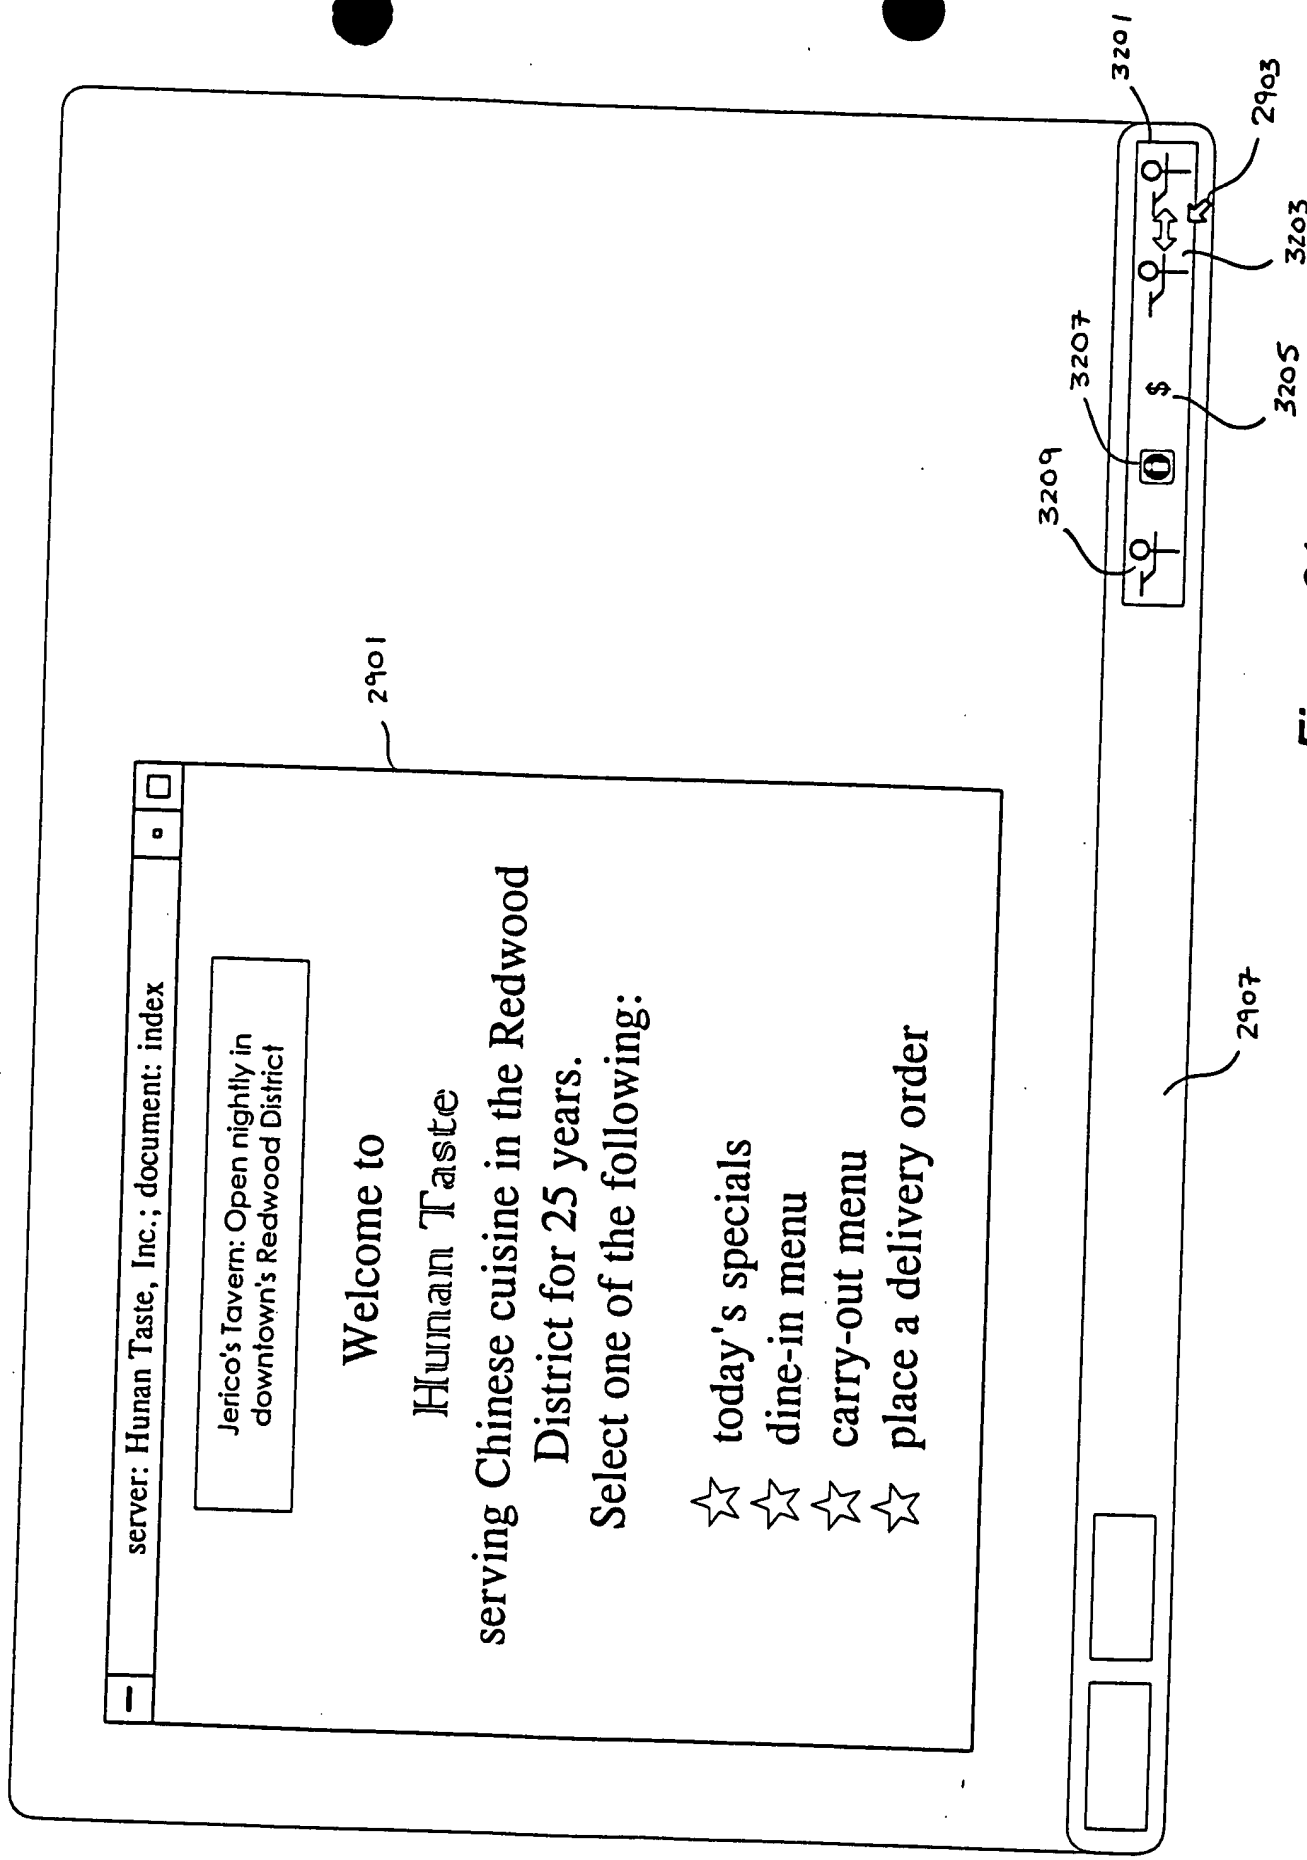 server: Hunan Taste, Inc.; document: index
Jerico's Tavern: Open nightly in
downtown's Redwood District
Welcome to
Hunan Taste
serving Chinese cuisine in the Redwood
District for 25 years.
Select one of the following:
☆ today's specials
☆ dine-in menu
☆ carry-out menu
☆ place a delivery order
2901
2907
3209
3207
$
3205
3201
3203
2903